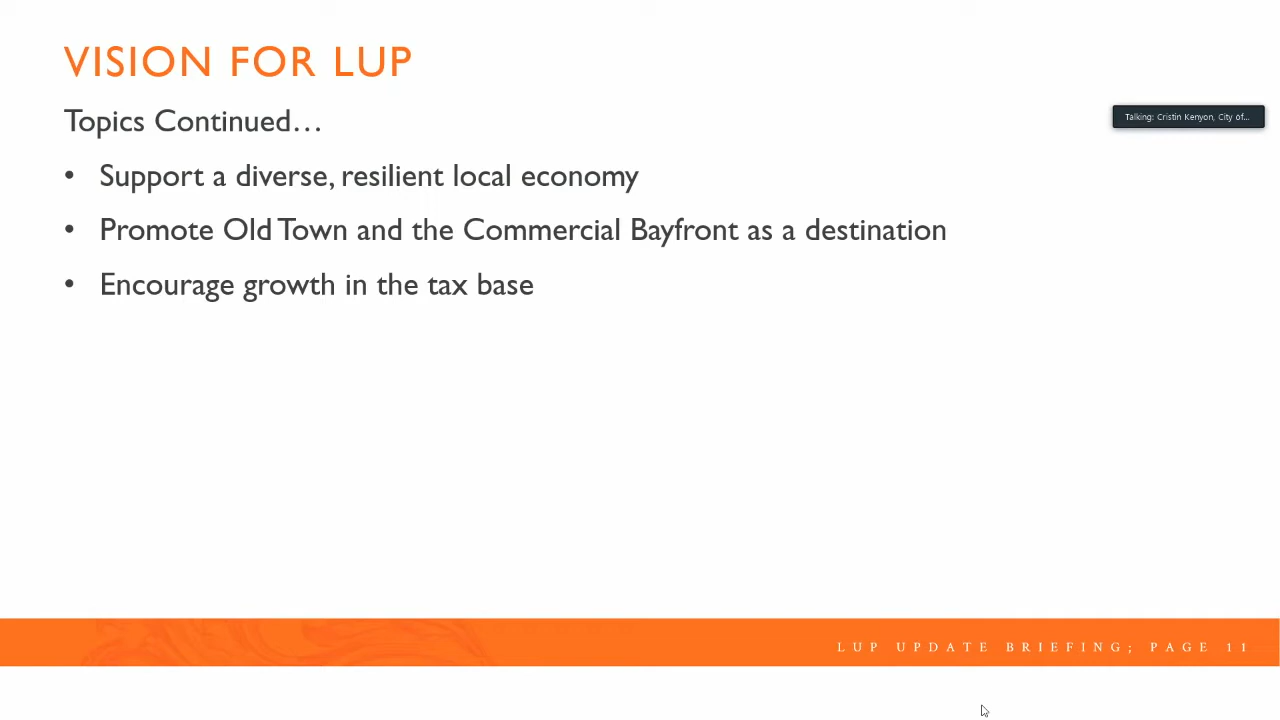 VISION FOR LUP
Topics Continued…
Talking: Cristin Kenyon, City of...
• Support a diverse, resilient local economy
• Promote Old Town and the Commercial Bayfront as a destination
• Encourage growth in the tax base
LUP UPDATE BRIEFING; PAGE 11